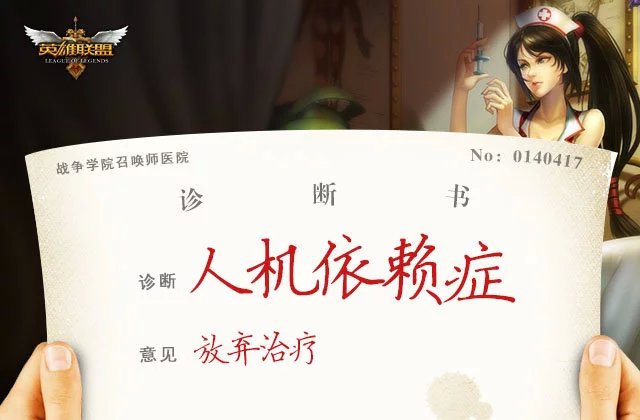 英雄联盟
LEAGUE OF LEGENDS
战争学院召唤师医院
No: 0140417
诊断书
诊断 人机依赖症
意见 放弃治疗